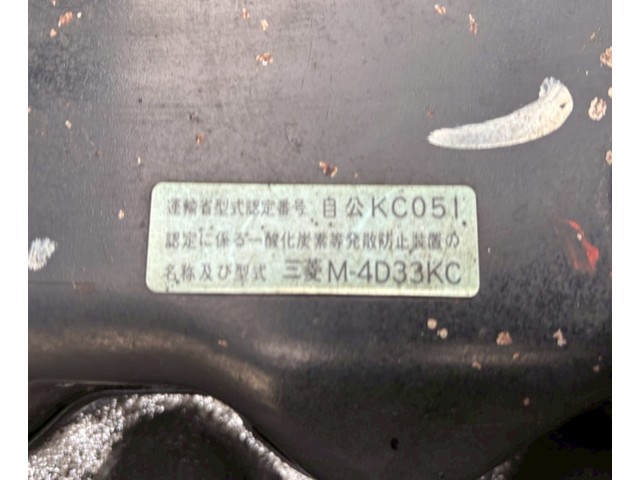 運輸省型式認定番号 自公KC051
認定に係る一酸化炭素等発散防止装置の
名称及び型式 三菱M-4D33KC